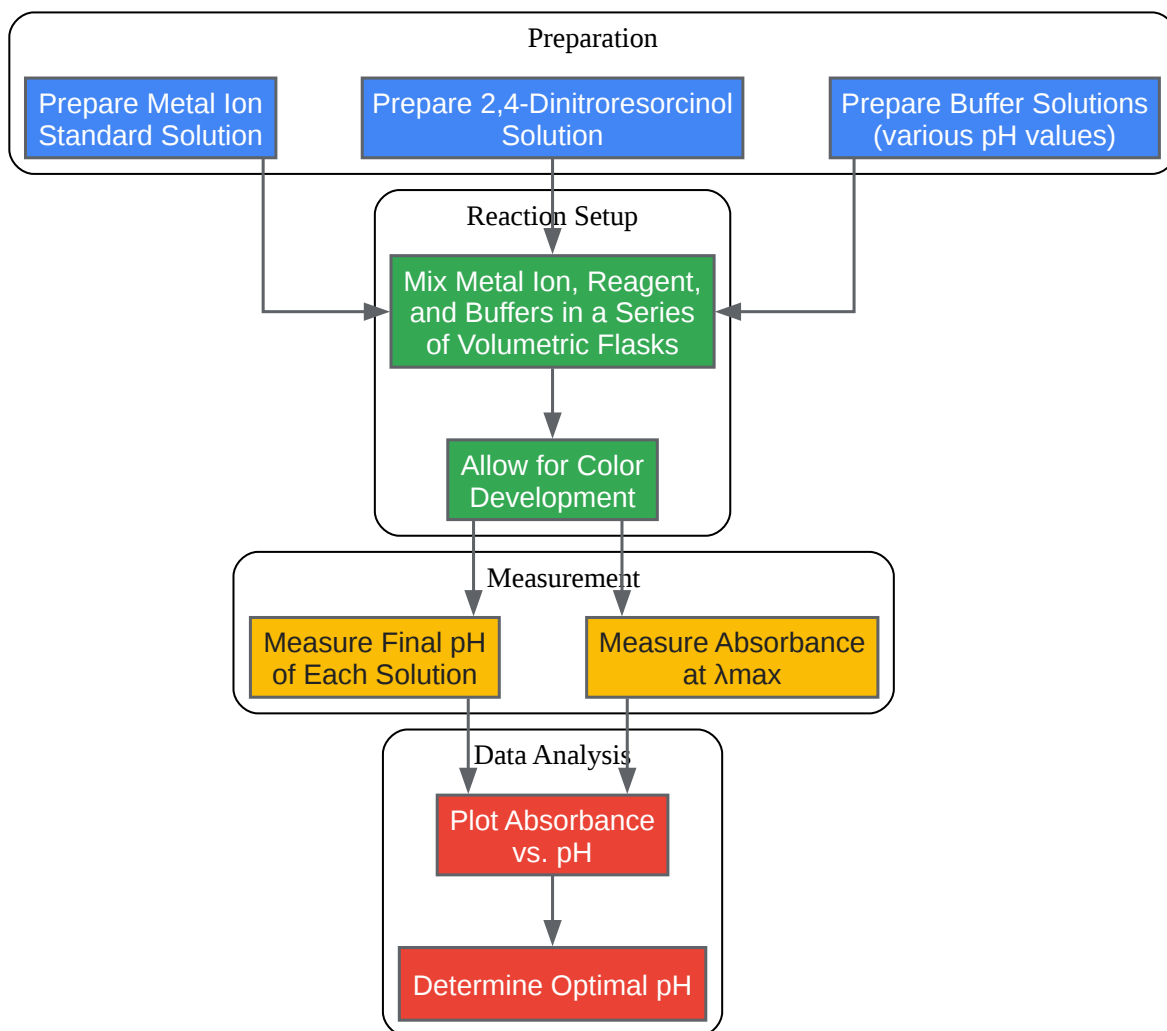 Preparation
Prepare Metal Ion
Standard Solution
Prepare 2,4-Dinitroresorcinol
Solution
Prepare Buffer Solutions
(various pH values)
Reaction Setup
Mix Metal Ion, Reagent,
and Buffers in a Series
of Volumetric Flasks
Allow for Color
Development
Measurement
Measure Final pH
of Each Solution
Measure Absorbance
at λmax
Data Analysis
Plot Absorbance
vs. pH
Determine Optimal pH